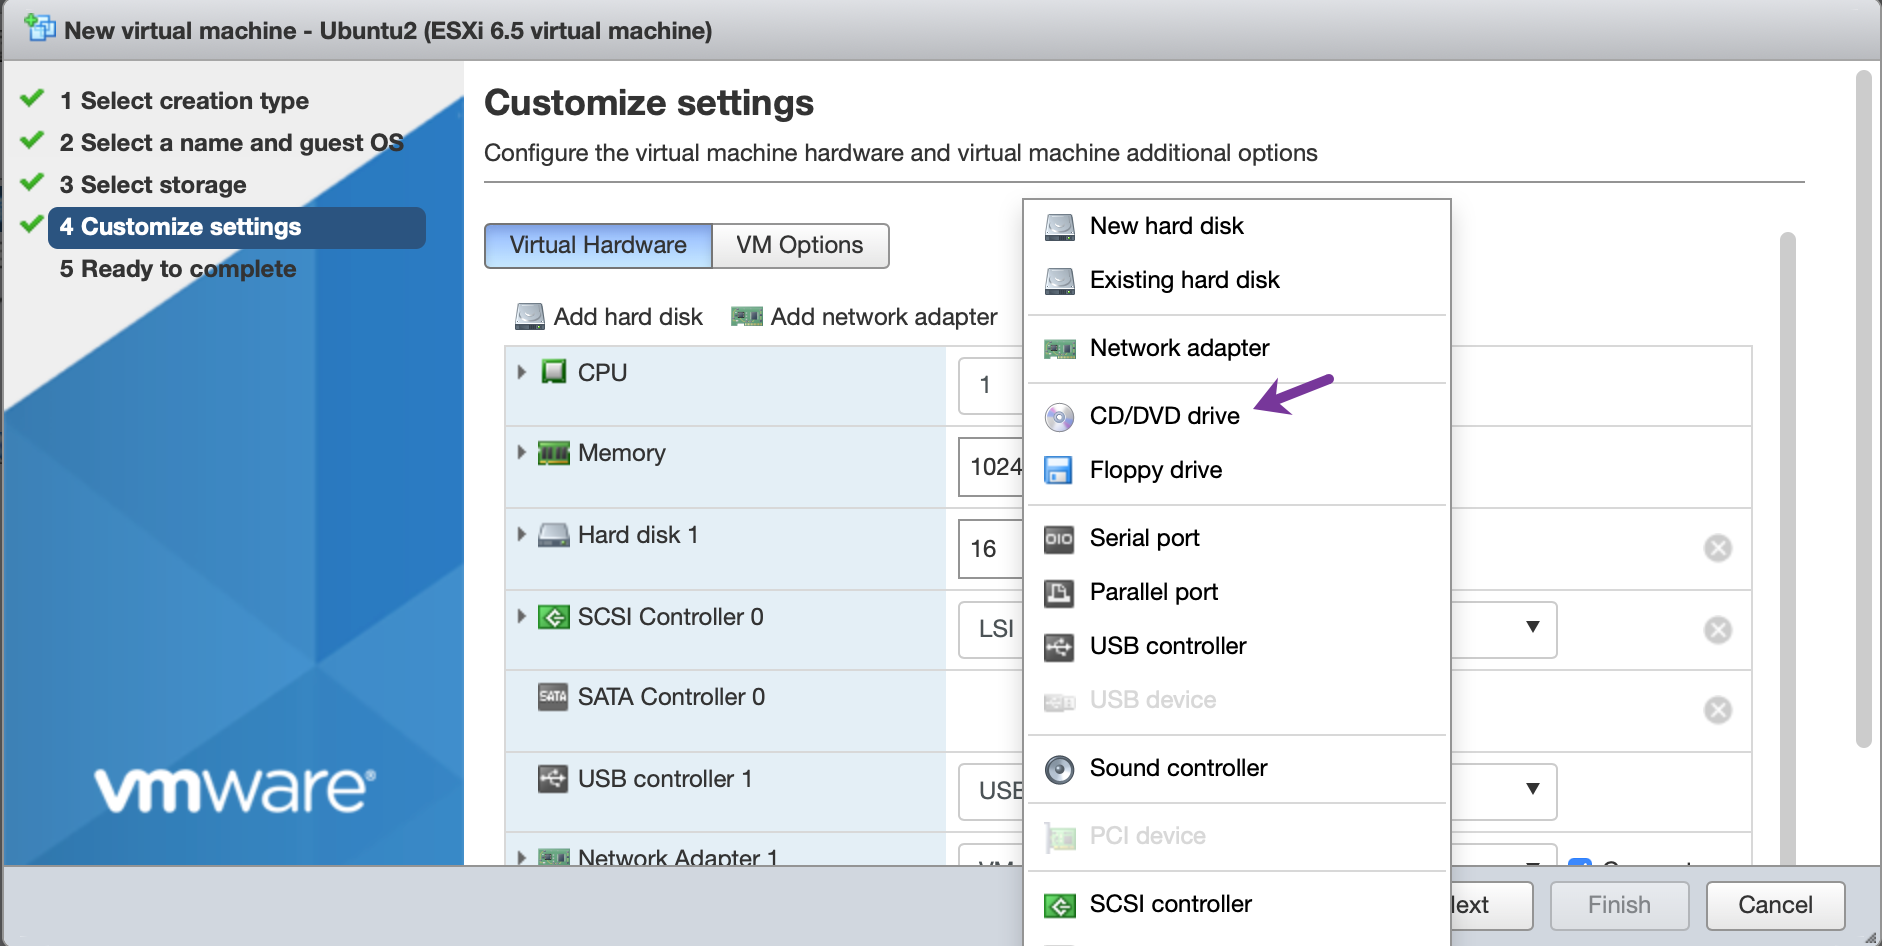 New virtual machine - Ubuntu2 (ESXi 6.5 virtual machine)
1 Select creation type
2 Select a name and guest OS
3 Select storage
4 Customize settings
5 Ready to complete
vmware®
Customize settings
Configure the virtual machine hardware and virtual machine additional options
Virtual Hardware
VM Options
Add hard disk
Add network adapter
CPU
1
Memory
1024
Hard disk 1
16
SCSI Controller 0
LSI
SATA
SATA Controller 0
USB controller 1
USB
Network Adapter 1
VM
New hard disk
Existing hard disk
Network adapter
CD/DVD drive
Floppy drive
Serial port
Parallel port
USB controller
USB device
Sound controller
PCI device
SCSI controller
Finish
Cancel